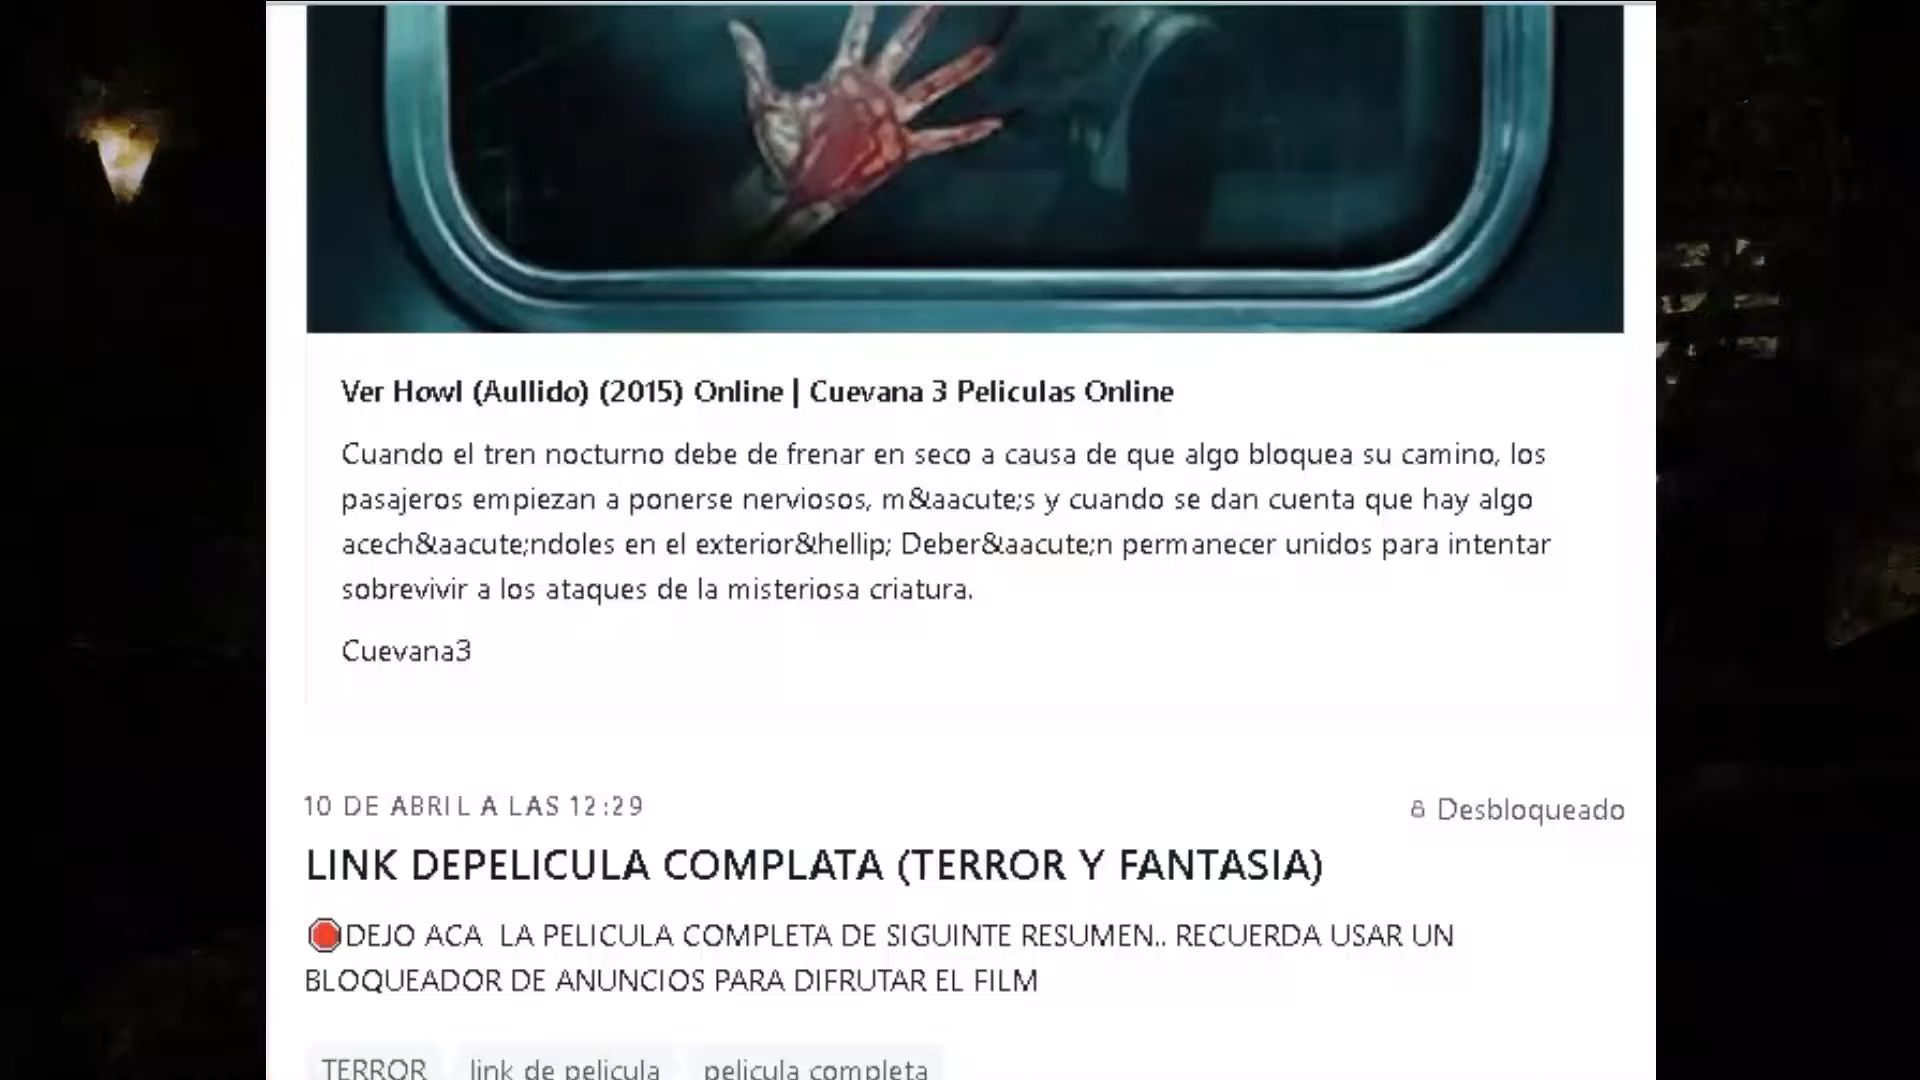 Ver Howl (Aullido) (2015) Online | Cuevana 3 Peliculas Online
Cuando el tren nocturno debe de frenar en seco a causa de que algo bloquea su camino, los
pasajeros empiezan a ponerse nerviosos, m&aacute;s y cuando se dan cuenta que hay algo
acech&aacute;ndoles en el exterior&hellip; Deber&aacute;n permanecer unidos para intentar
sobrevivir a los ataques de la misteriosa criatura.
Cuevana3
10 DE ABRIL A LAS 12:29
Desbloqueado
LINK DEPELICULA COMPLATA (TERROR Y FANTASIA)
🛑DEJO ACA LA PELICULA COMPLETA DE SIGUINTE RESUMEN.. RECUERDA USAR UN
BLOQUEADOR DE ANUNCIOS PARA DIFRUTAR EL FILM
TERROR link de pelicula pelicula completa